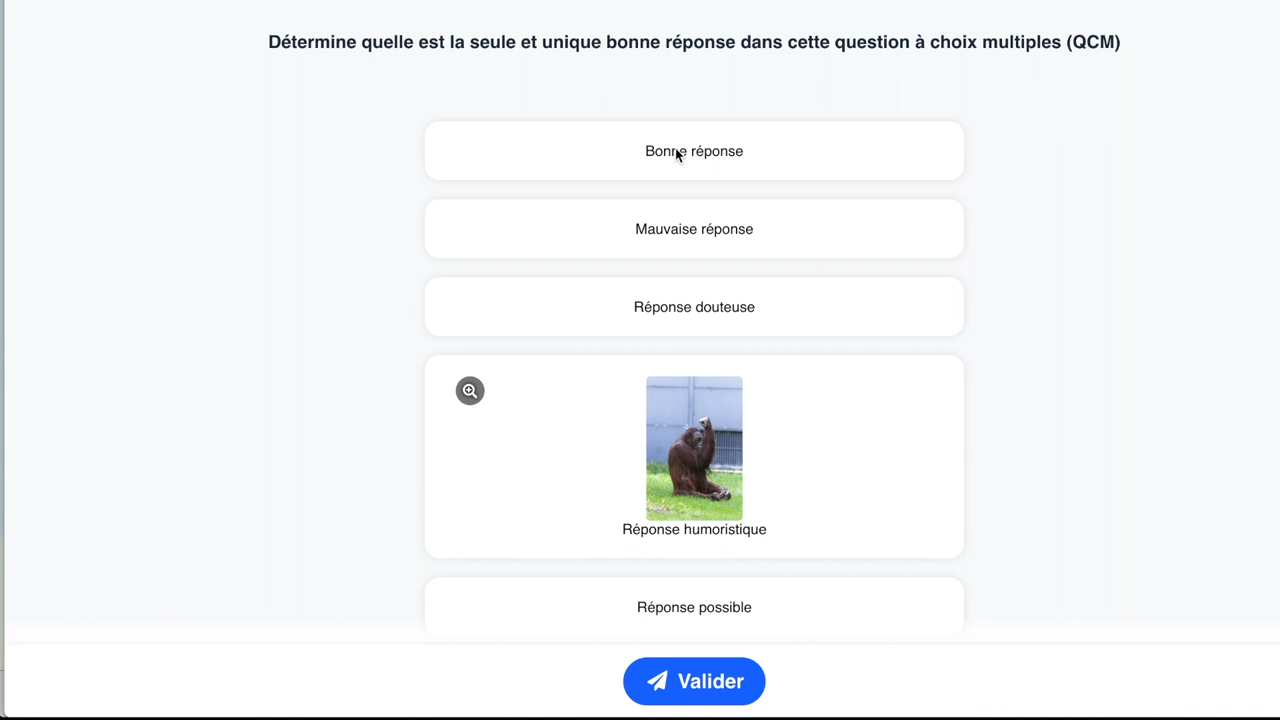 Détermine quelle est la seule et unique bonne réponse dans cette question à choix multiples (QCM)
Bonne réponse
Mauvaise réponse
Réponse douteuse
Réponse humoristique
Réponse possible
Valider